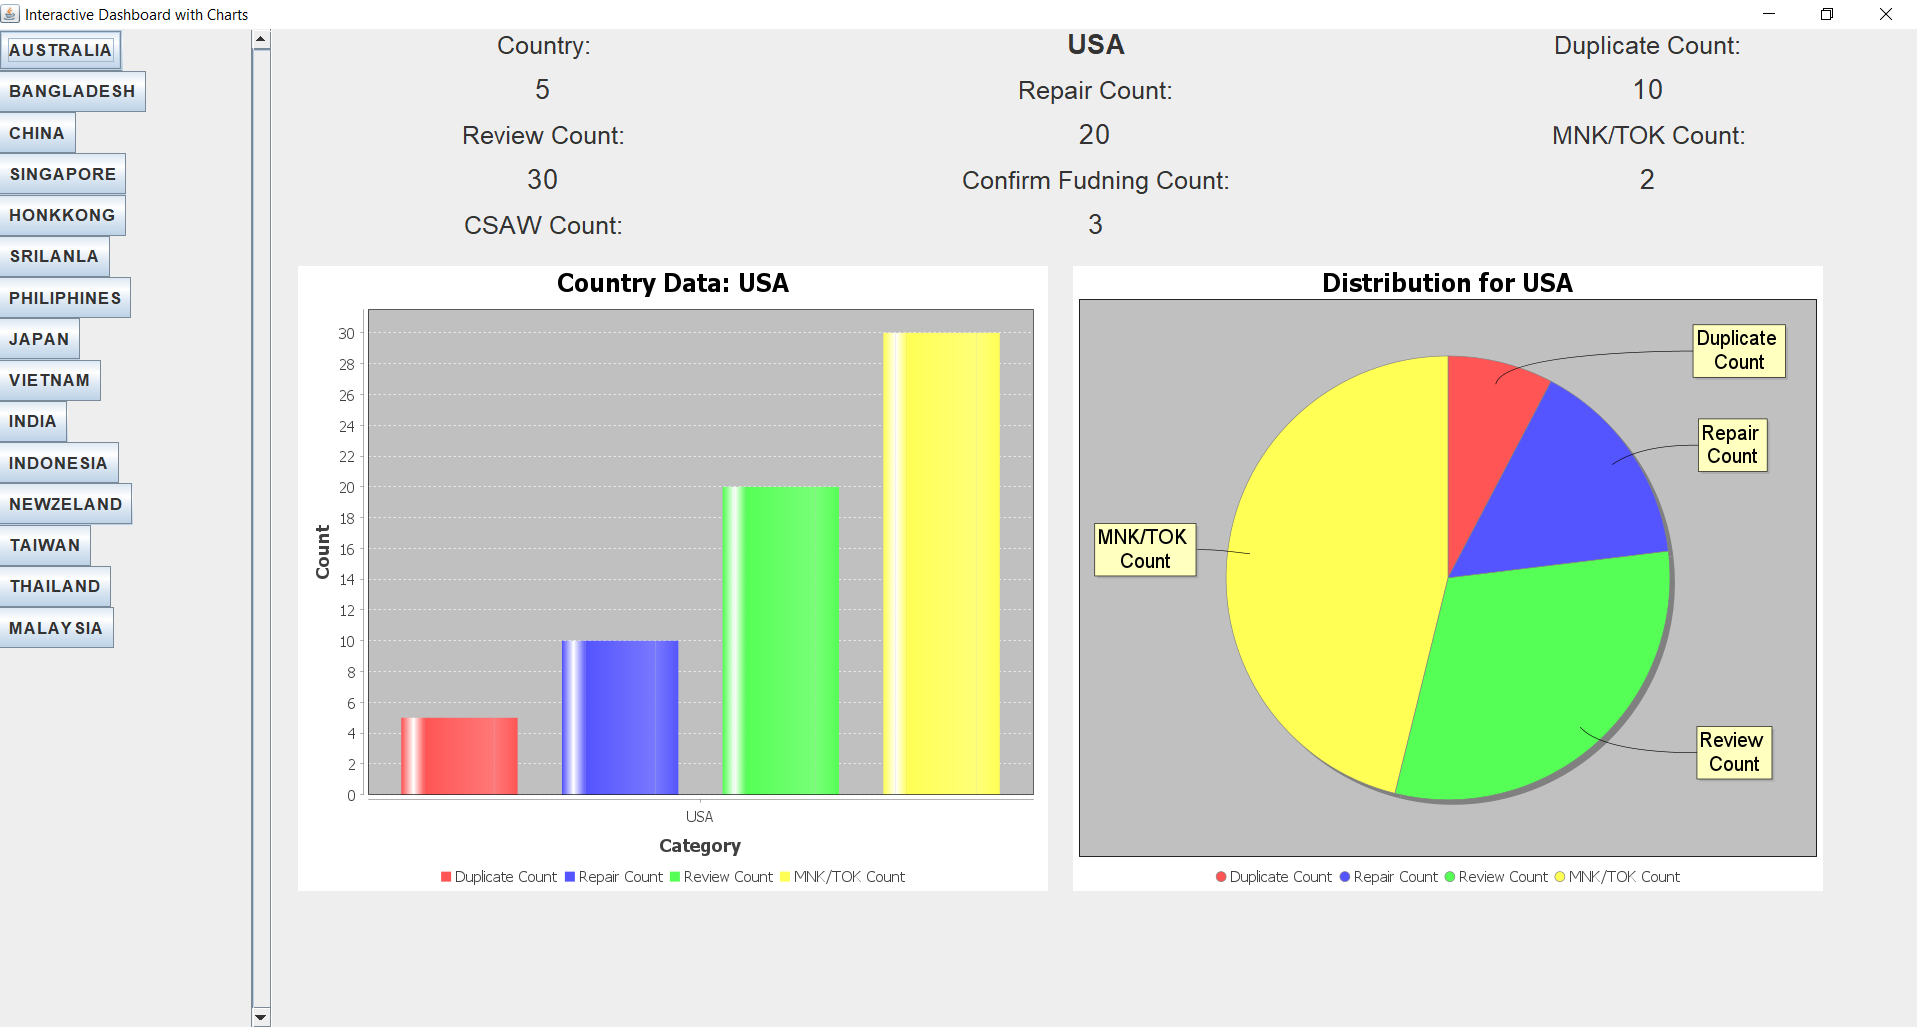 Interactive Dashboard with Charts
AUSTRALIA
BANGLADESH
CHINA
SINGAPORE
HONKKONG
SRILANLA
PHILIPHINES
JAPAN
VIETNAM
INDIA
INDONESIA
NEWZELAND
TAIWAN
THAILAND
MALAYSIA
Country: USA Duplicate Count:
5 Repair Count: 10
Review Count: 20 MNK/TOK Count:
30 Confirm Fudning Count: 2
CSAW Count: 3
Country Data: USA
30
28
26
24
22
20
18
16
14
12
10
8
6
4
2
0
Count
USA
Category
Duplicate Count Repair Count Review Count MNK/TOK Count
Distribution for USA
Duplicate
Count
Repair
Count
MNK/TOK
Count
Review
Count
Duplicate Count Repair Count Review Count MNK/TOK Count